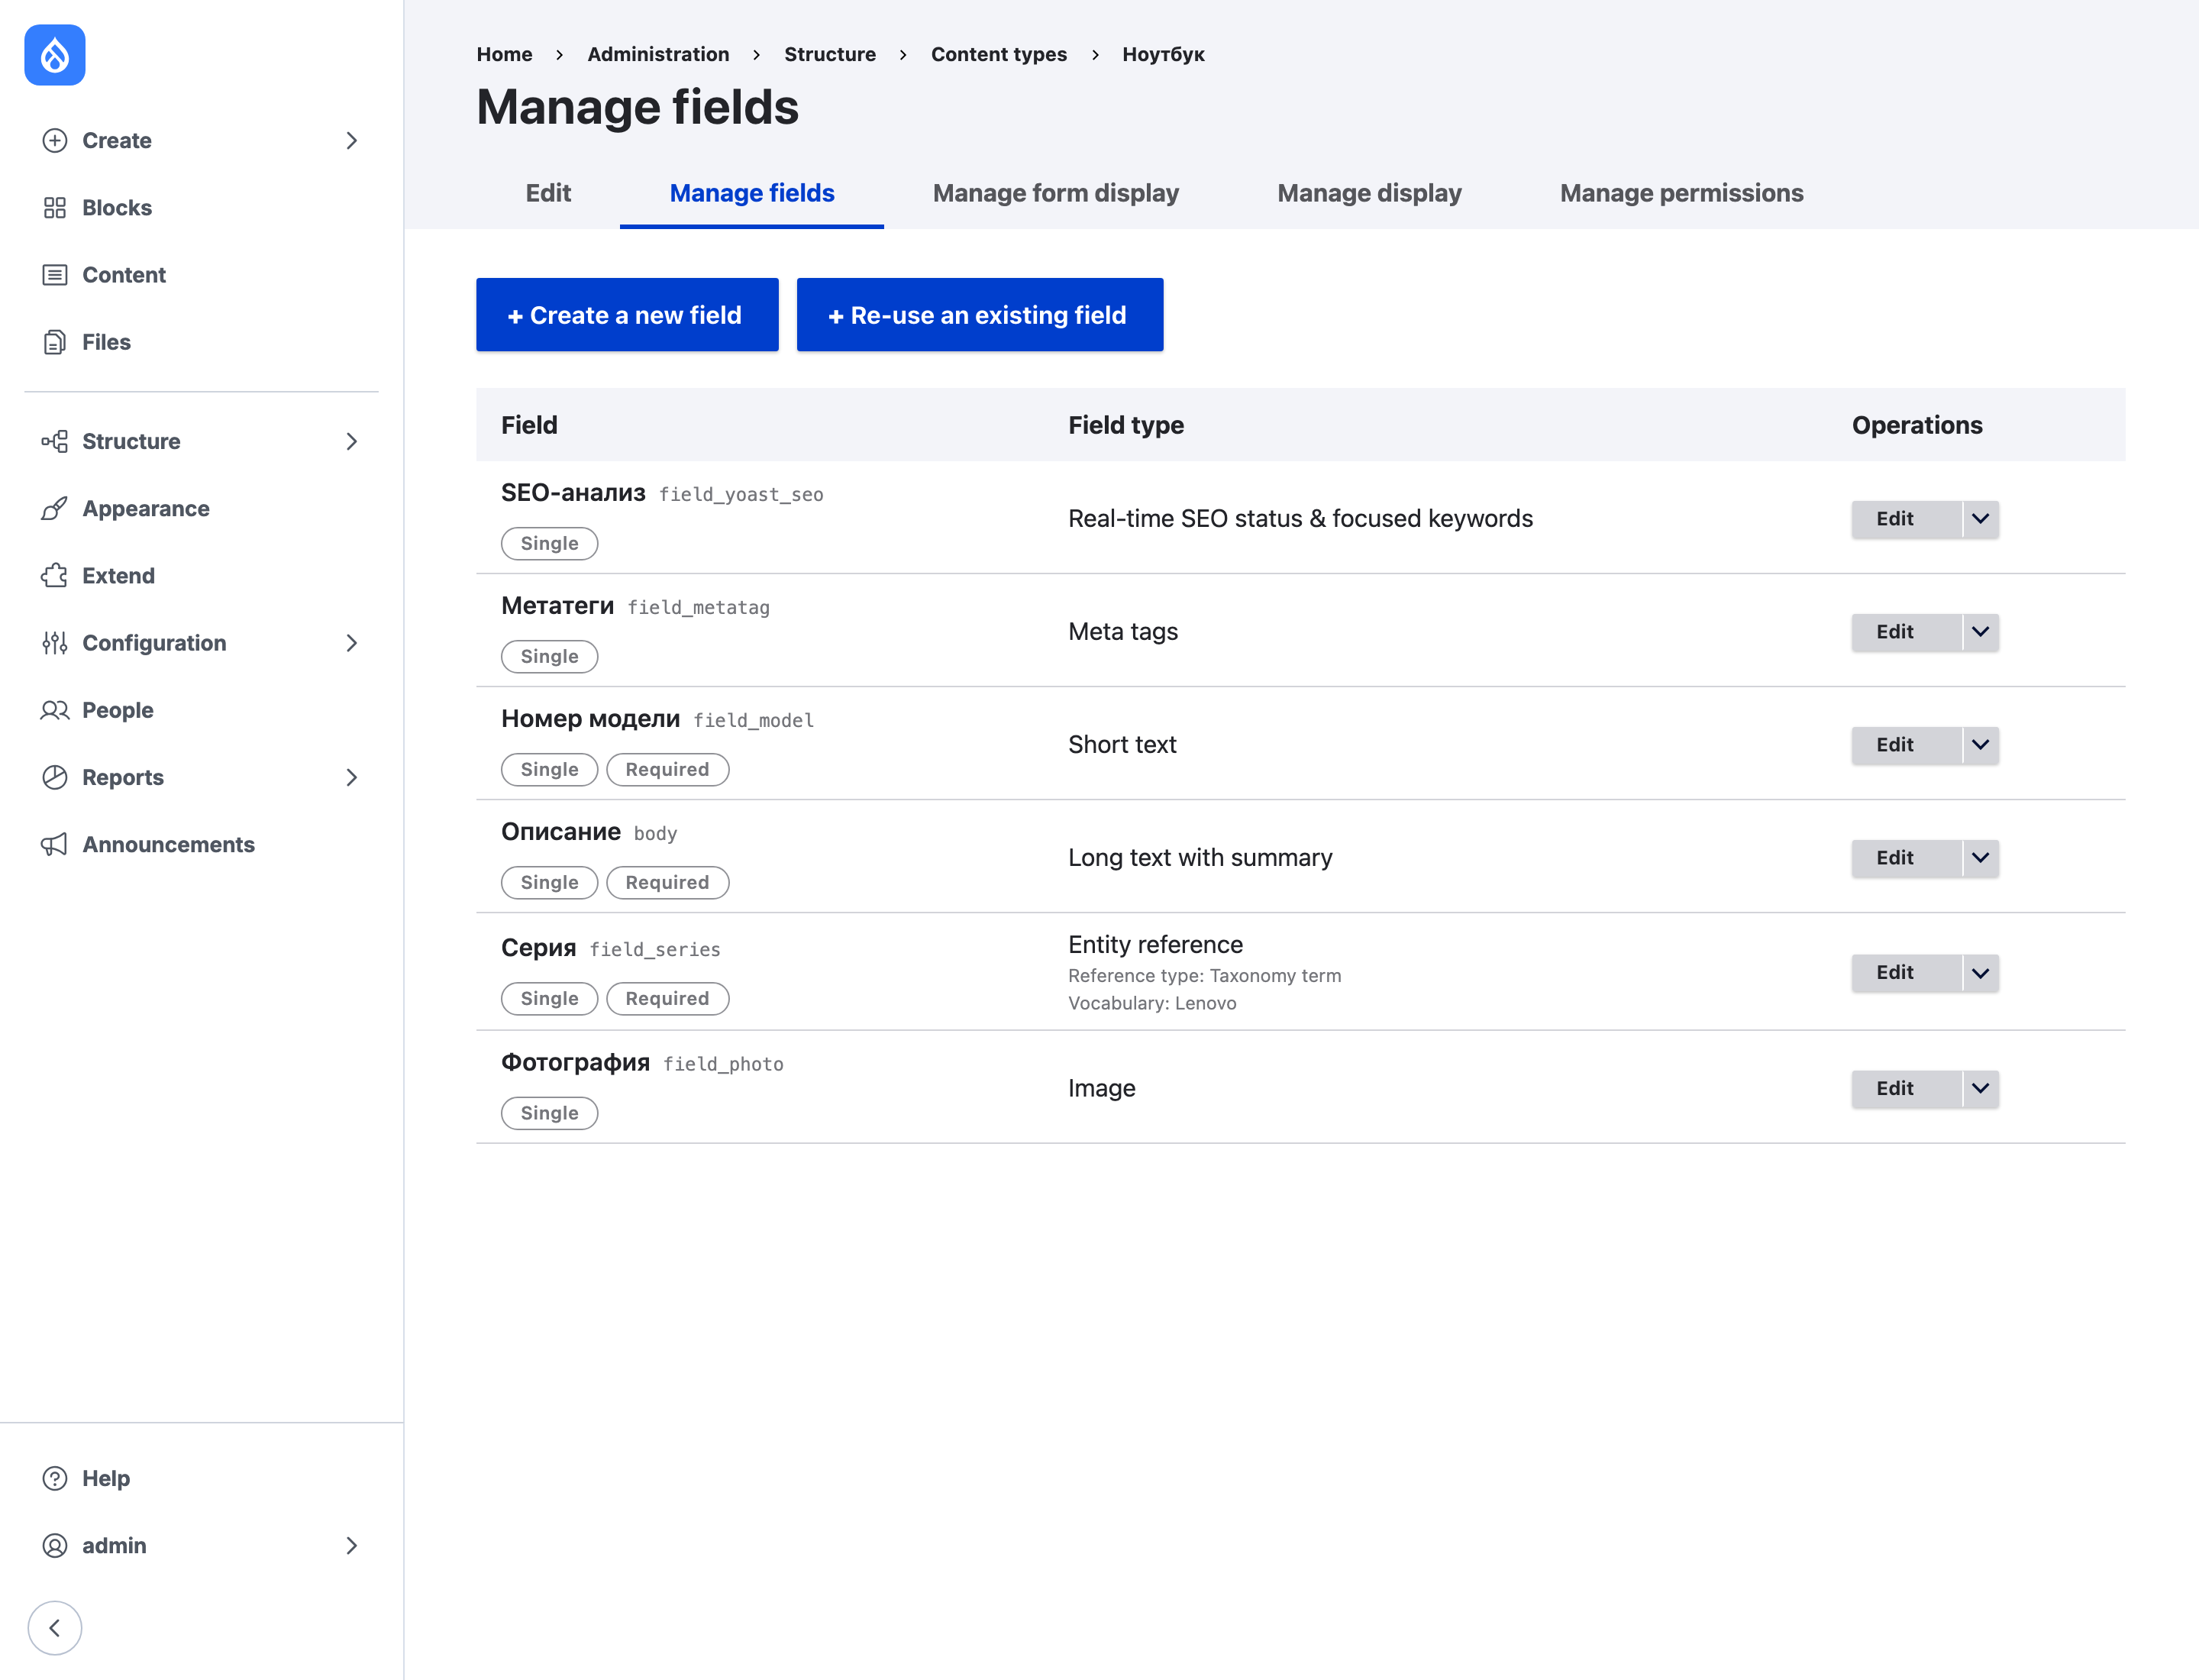 Home > Administration > Structure > Content types > Ноутбук
Manage fields
Edit Manage fields Manage form display Manage display Manage permissions
Create
Blocks
Content
Files
Structure
Appearance
Extend
Configuration
People
Reports
Announcements
Help
admin
+ Create a new field + Re-use an existing field
Field Field type Operations
SEO-анализ field_yoast_seo
Single
Real-time SEO status & focused keywords
Edit
Метатеги field_metatag
Single
Meta tags
Edit
Номер модели field_model
Single Required
Short text
Edit
Описание body
Single Required
Long text with summary
Edit
Серия field_series
Single Required
Entity reference
Reference type: Taxonomy term
Vocabulary: Lenovo
Edit
Фотография field_photo
Single
Image
Edit